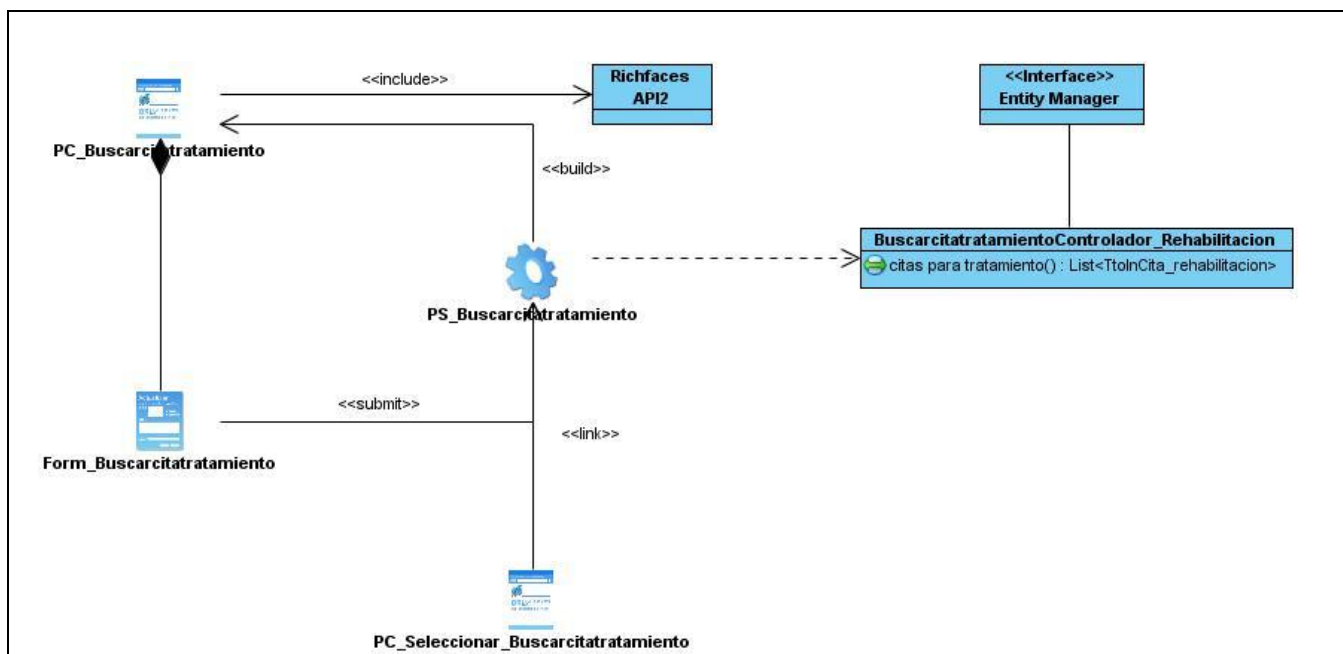 <<include>>
Richfaces
API2
<<Interface>>
Entity Manager
PC_Buscarcitatratamiento
<<build>>
BuscarcitatratamientoControlador_Rehabilitacion
citas para tratamiento() : List<TtoInCita_rehabilitacion>
PS_Buscarcitatratamiento
<<submit>>
<<link>>
Form_Buscarcitatratamiento
PC_Seleccionar_Buscarcitatratamiento